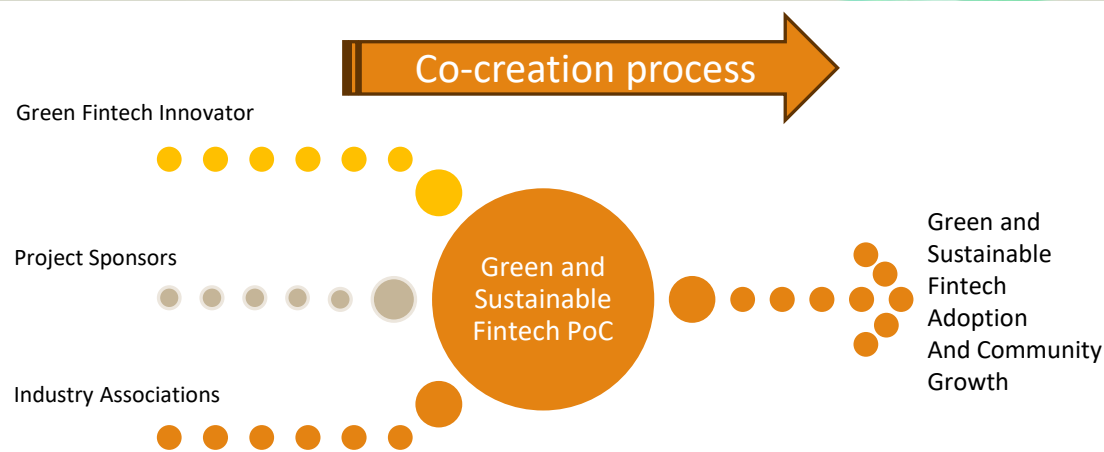 Co-creation process
Green Fintech Innovator
Project Sponsors
Industry Associations
Green and
Sustainable
Fintech PoC
Green and
Sustainable
Fintech
Adoption
And Community
Growth